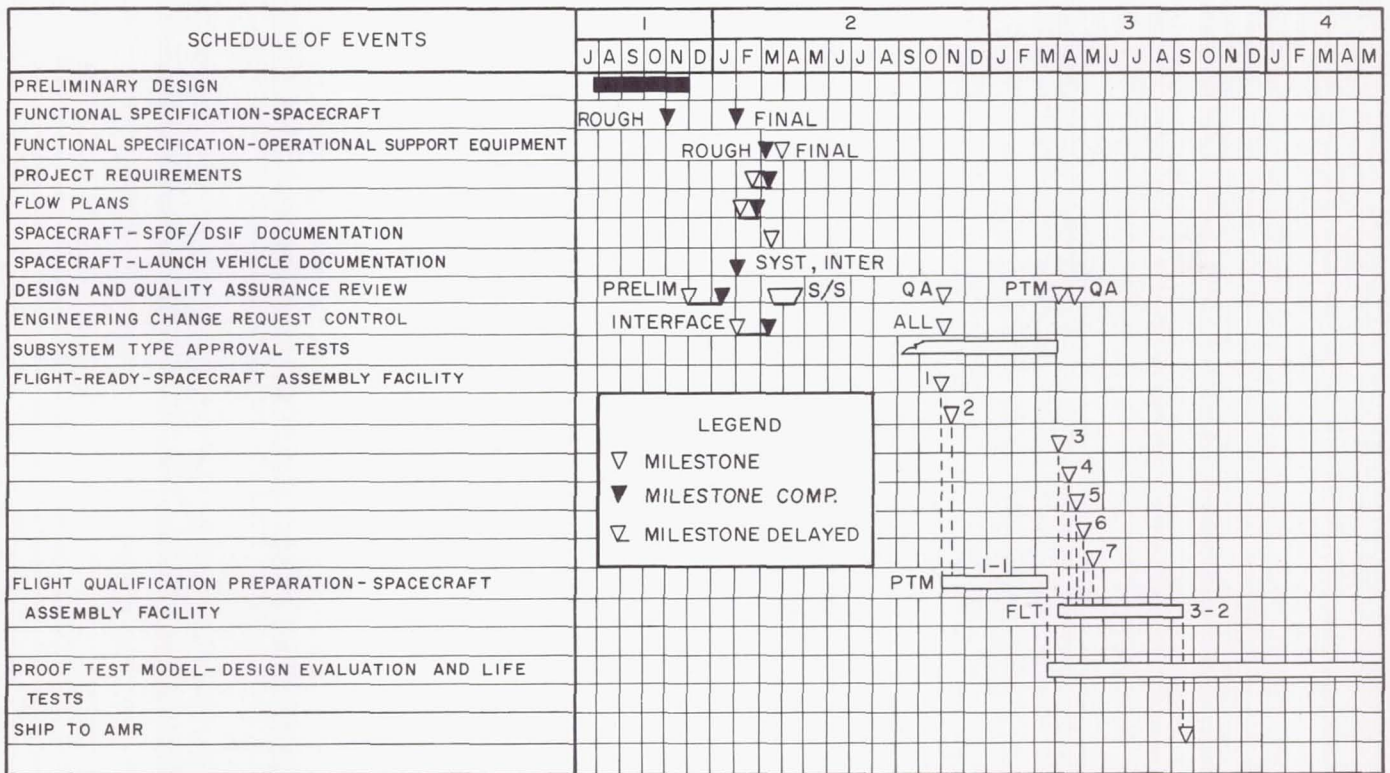 SCHEDULE OF EVENTS
1 2 3 4
J A S O N D J F M A M J J A S O N D J F M A M J J A S O N D J F M A M
PRELIMINARY DESIGN
FUNCTIONAL SPECIFICATION-SPACECRAFT
ROUGH FINAL
FUNCTIONAL SPECIFICATION-OPERATIONAL SUPPORT EQUIPMENT
ROUGH FINAL
PROJECT REQUIREMENTS
FLOW PLANS
SPACECRAFT-SFOF/DSIF DOCUMENTATION
SPACECRAFT-LAUNCH VEHICLE DOCUMENTATION
SYST, INTER
DESIGN AND QUALITY ASSURANCE REVIEW
PRELIM S/S QA PTM QA
ENGINEERING CHANGE REQUEST CONTROL
INTERFACE ALL
SUBSYSTEM TYPE APPROVAL TESTS
FLIGHT-READY-SPACECRAFT ASSEMBLY FACILITY
1
2
3
4
5
6
7
LEGEND
MILESTONE
MILESTONE COMP.
MILESTONE DELAYED
FLIGHT QUALIFICATION PREPARATION-SPACECRAFT
PTM 1-1
ASSEMBLY FACILITY
FLT 3-2
PROOF TEST MODEL-DESIGN EVALUATION AND LIFE
TESTS
SHIP TO AMR